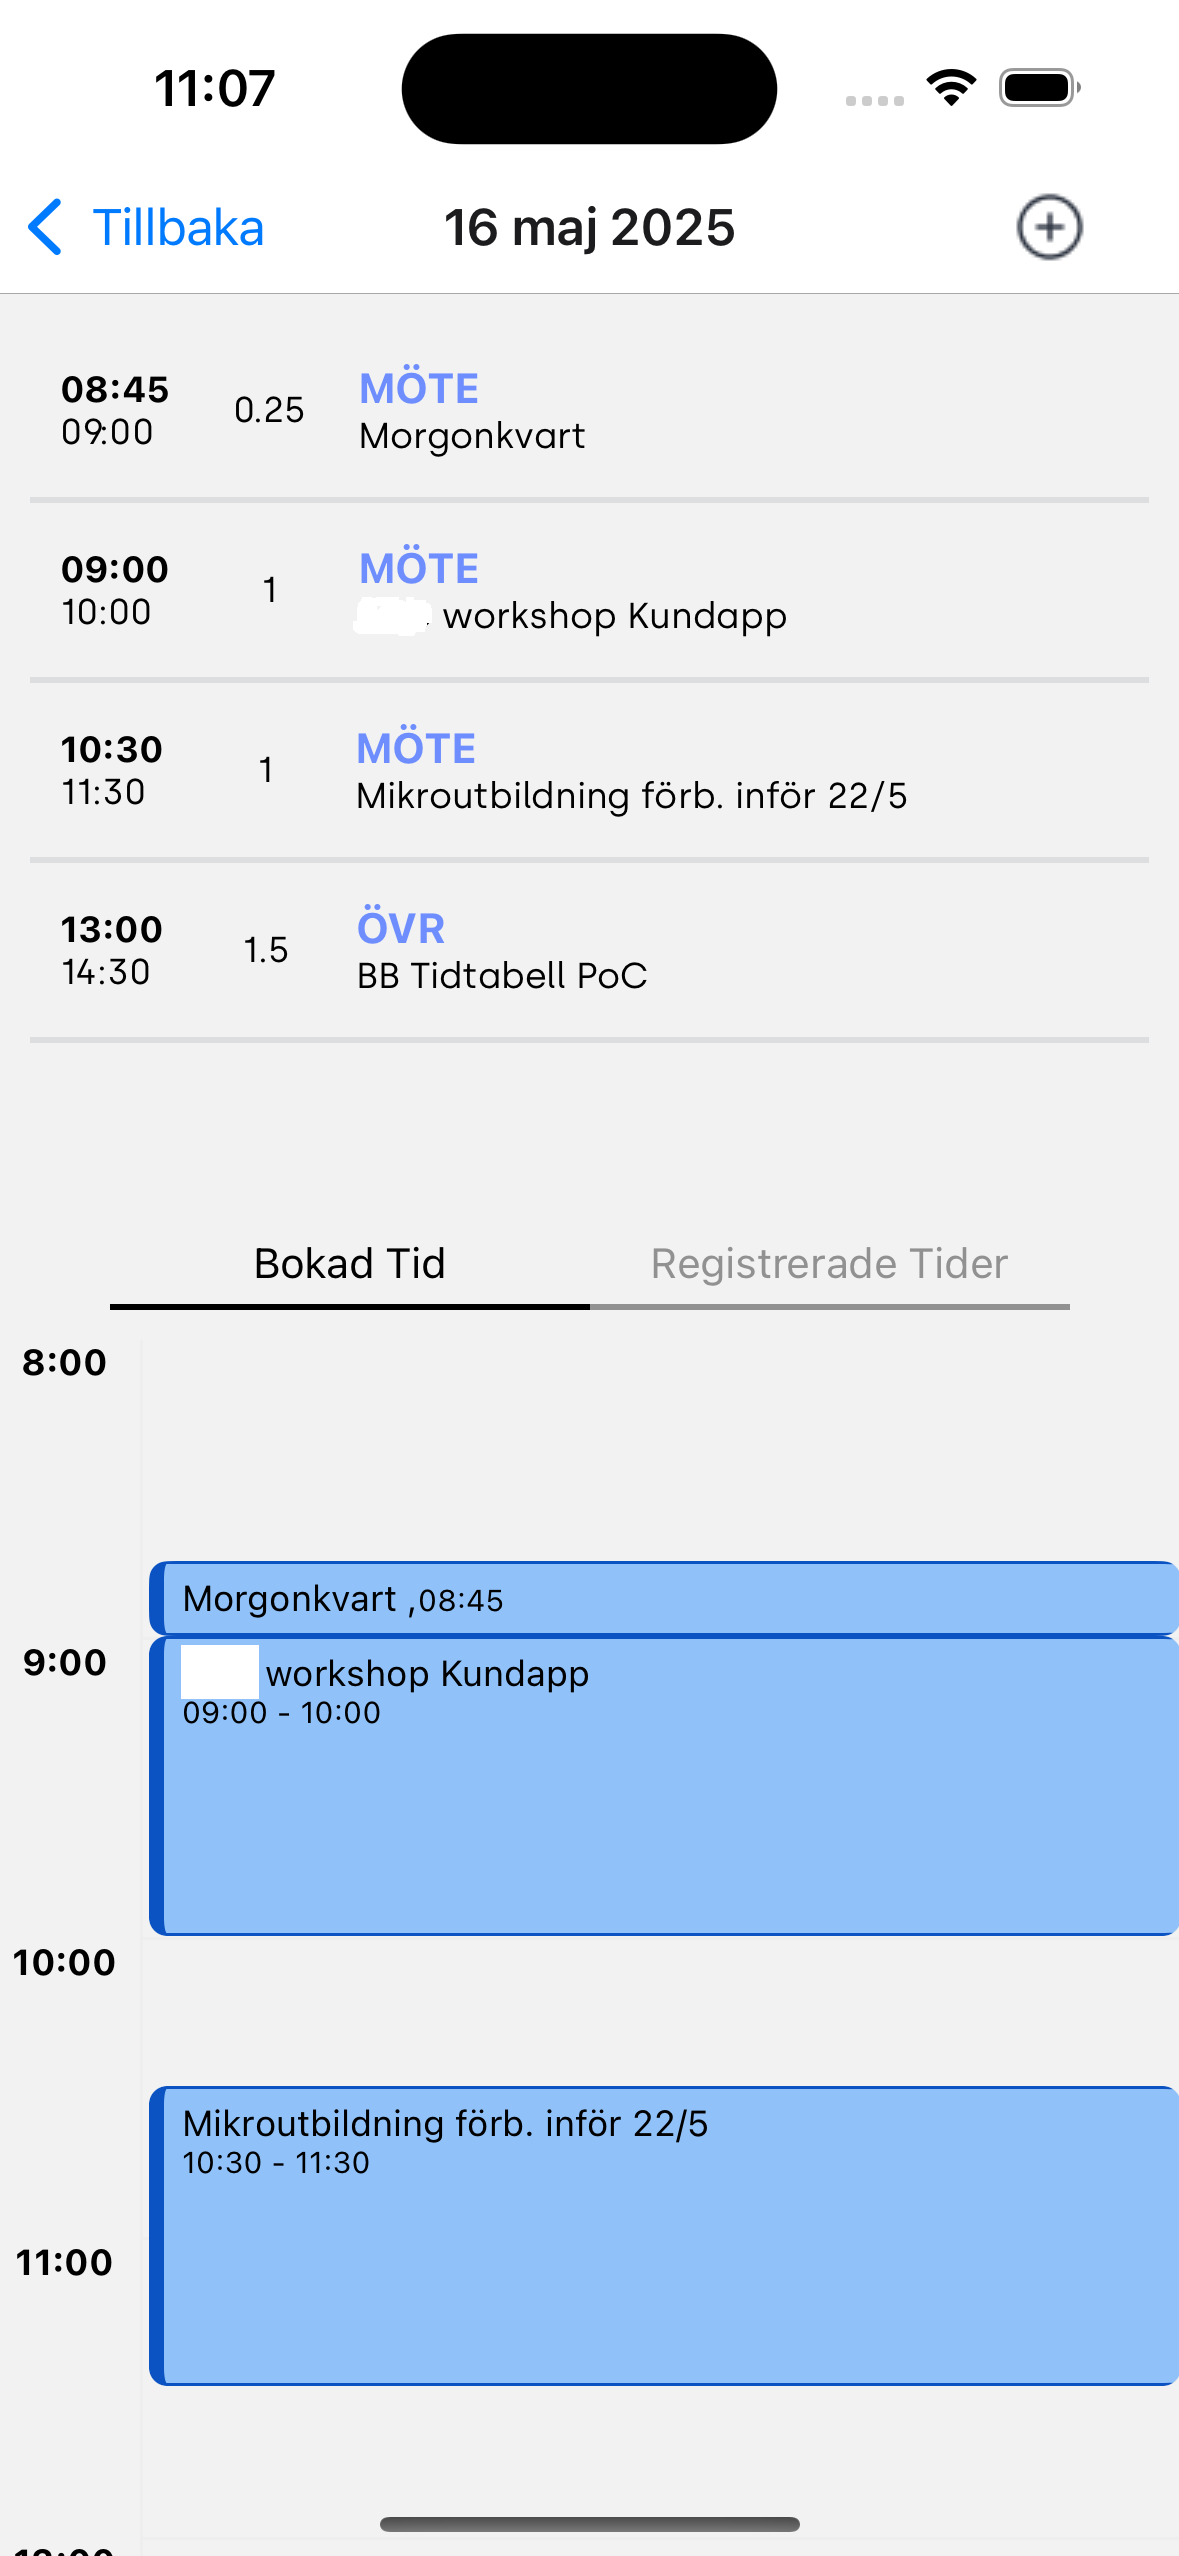 11:07
Tillbaka
16 maj 2025
08:45
09:00
0.25
MÖTE
Morgonkvart
09:00
10:00
1
MÖTE
workshop Kundapp
10:30
11:30
1
MÖTE
Mikroutbildning förb. inför 22/5
13:00
14:30
1.5
ÖVR
BB Tidtabell PoC
Bokad Tid
Registrerade Tider
8:00
Morgonkvart ,08:45
9:00
workshop Kundapp
09:00 - 10:00
10:00
Mikroutbildning förb. inför 22/5
10:30 - 11:30
11:00